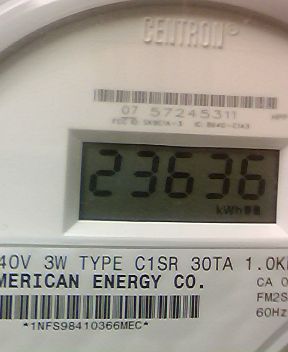 CENTRON®
07 57245311
23636
kWh
40V 3W TYPE C1SR 30TA 1.0K
MERICAN ENERGY CO.
CA 0
FM2S
60Hz
*1NFS98410366MEC*